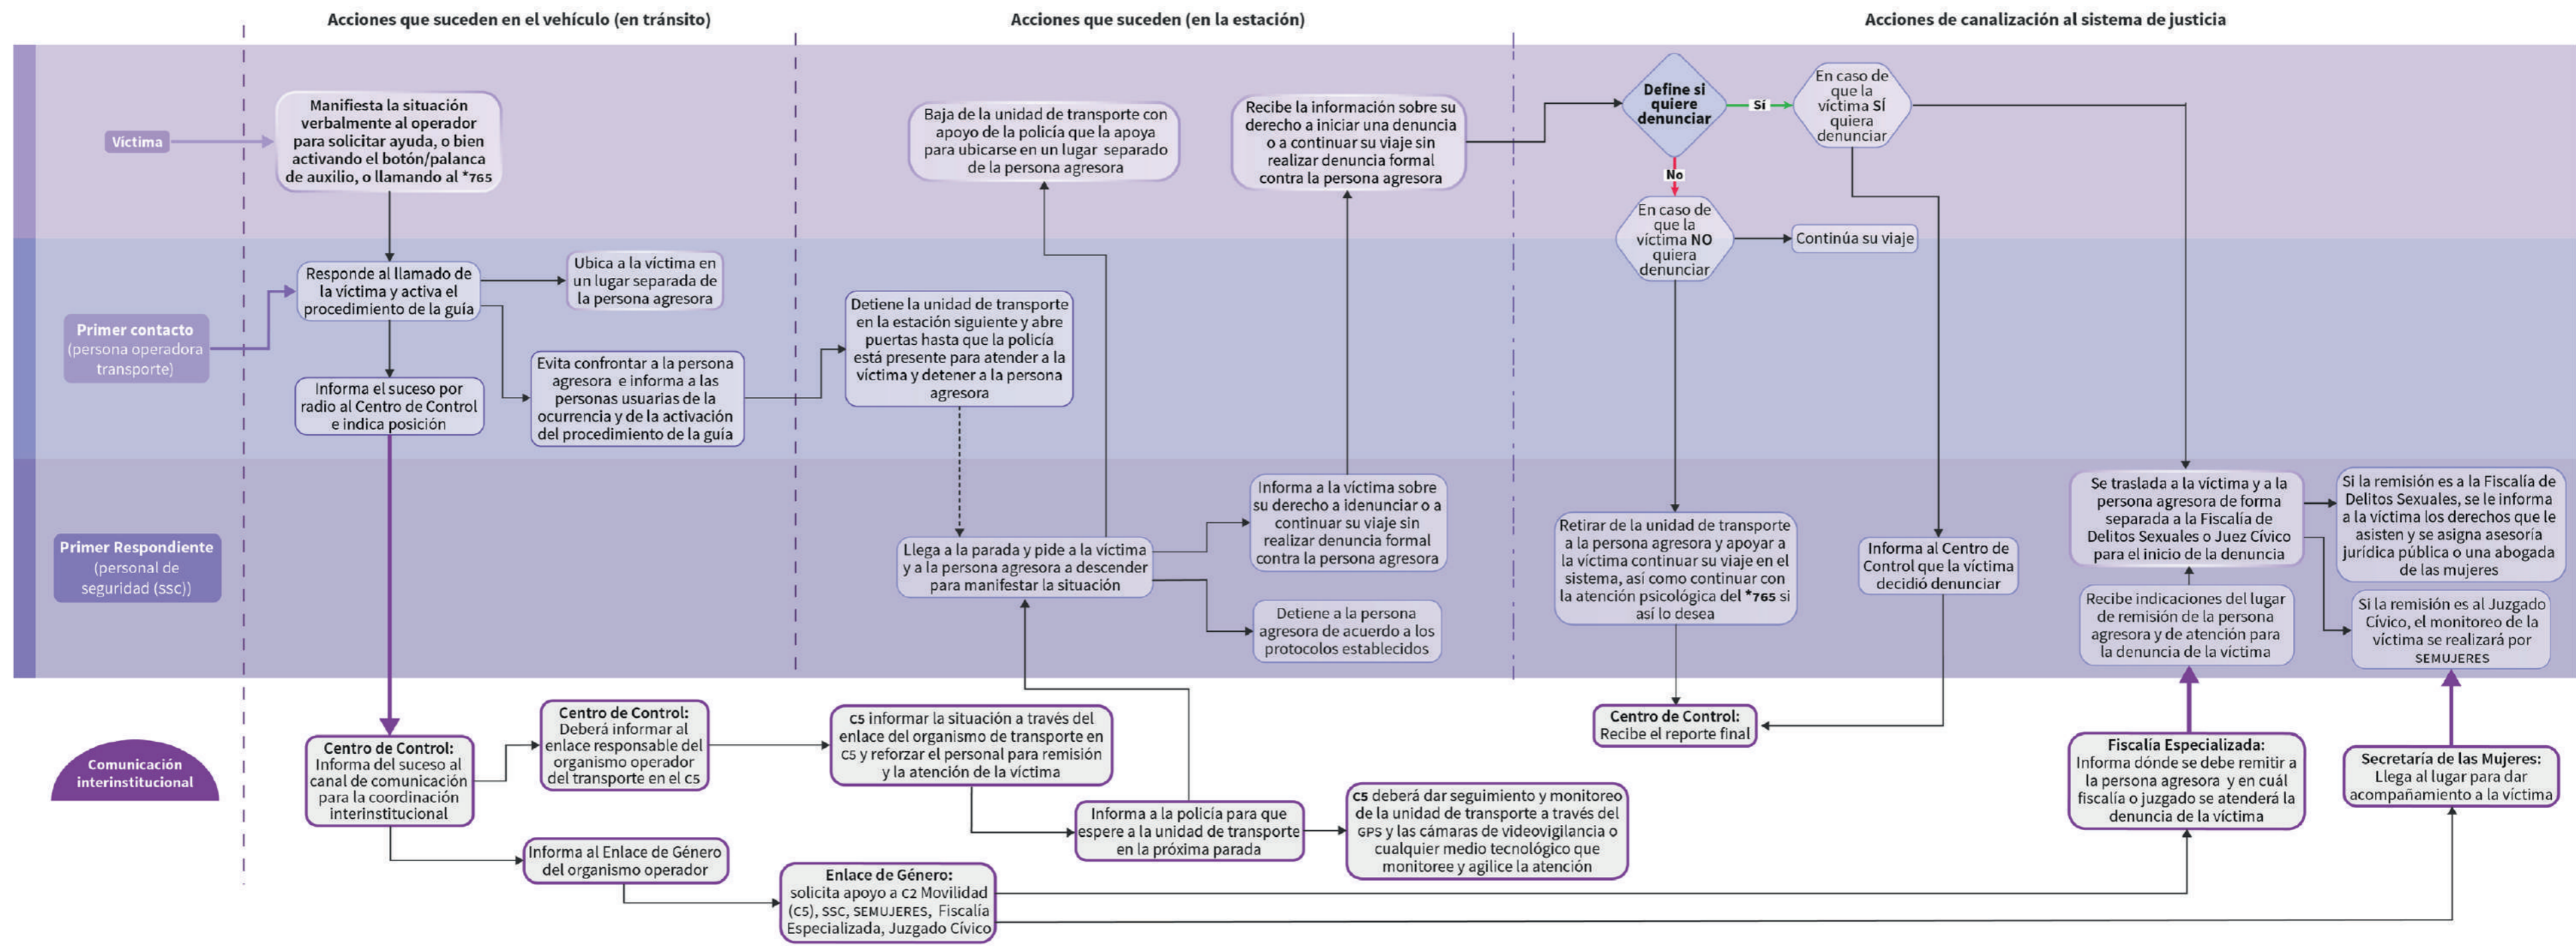 Acciones que suceden en el vehículo (en tránsito)
Acciones que suceden (en la estación)
Acciones de canalización al sistema de justicia
Víctima
Manifiesta la situación
verbalmente al operador
para solicitar ayuda, o bien
activando el botón/palanca
de auxilio, o llamando al *765
Baja de la unidad de transporte con
apoyo de la policía que la apoya
para ubicarse en un lugar separado
de la persona agresora
Recibe la información sobre su
derecho a iniciar una denuncia
o a continuar su viaje sin
realizar denuncia formal
contra la persona agresora
Define si
quiere
denunciar
Sí
En caso de
que la
víctima SÍ
quiera
denunciar
No
En caso de
que la
víctima NO
quiera
denunciar
Continúa su viaje
Primer contacto
(persona operadora
transporte)
Responde al llamado de
la víctima y activa el
procedimiento de la guía
Ubica a la víctima en
un lugar separada de
la persona agresora
Informa el suceso por
radio al Centro de Control
e indica posición
Evita confrontar a la persona
agresora e informa a las
personas usuarias de la
ocurrencia y de la activación
del procedimiento de la guía
Detiene la unidad de transporte
en la estación siguiente y abre
puertas hasta que la policía
está presente para atender a la
víctima y detener a la persona
agresora
Primer Respondiente
(personal de
seguridad (ssc))
Llega a la parada y pide a la víctima
y a la persona agresora a descender
para manifestar la situación
Informa a la víctima sobre
su derecho a idenunciar o a
continuar su viaje sin
realizar denuncia formal
contra la persona agresora
Detiene a la persona
agresora de acuerdo a los
protocolos establecidos
Retirar de la unidad de transporte
a la persona agresora y apoyar a
la víctima continuar su viaje en el
sistema, así como continuar con
la atención psicológica del *765 si
así lo desea
Informa al Centro de
Control que la víctima
decidió denunciar
Se traslada a la víctima y a la
persona agresora de forma
separada a la Fiscalía de
Delitos Sexuales o Juez Cívico
para el inicio de la denuncia
Recibe indicaciones del lugar
de remisión de la persona
agresora y de atención para
la denuncia de la víctima
Si la remisión es a la Fiscalía de
Delitos Sexuales, se le informa
a la víctima los derechos que le
asisten y se asigna asesoría
jurídica pública o una abogada
de las mujeres
Si la remisión es al Juzgado
Cívico, el monitoreo de la
víctima se realizará por
SEMUJERES
Comunicación
interinstitucional
Centro de Control:
Informa del suceso al
canal de comunicación
para la coordinación
interinstitucional
Centro de Control:
Deberá informar al
enlace responsable del
organismo operador
del transporte en el C5
Informa al Enlace de Género
del organismo operador
C5 informar la situación a través del
enlace del organismo de transporte en
C5 y reforzar el personal para remisión
y la atención de la víctima
Enlace de Género:
solicita apoyo a C2 Movilidad
(C5), SSC, SEMUJERES, Fiscalía
Especializada, Juzgado Cívico
Informa a la policía para que
espere a la unidad de transporte
en la próxima parada
C5 deberá dar seguimiento y monitoreo
de la unidad de transporte a través del
GPS y las cámaras de videovigilancia o
cualquier medio tecnológico que
monitoree y agilice la atención
Centro de Control:
Recibe el reporte final
Fiscalía Especializada:
Informa dónde se debe remitir a
la persona agresora y en cuál
fiscalía o juzgado se atenderá la
denuncia de la víctima
Secretaría de las Mujeres:
Llega al lugar para dar
acompañamiento a la víctima